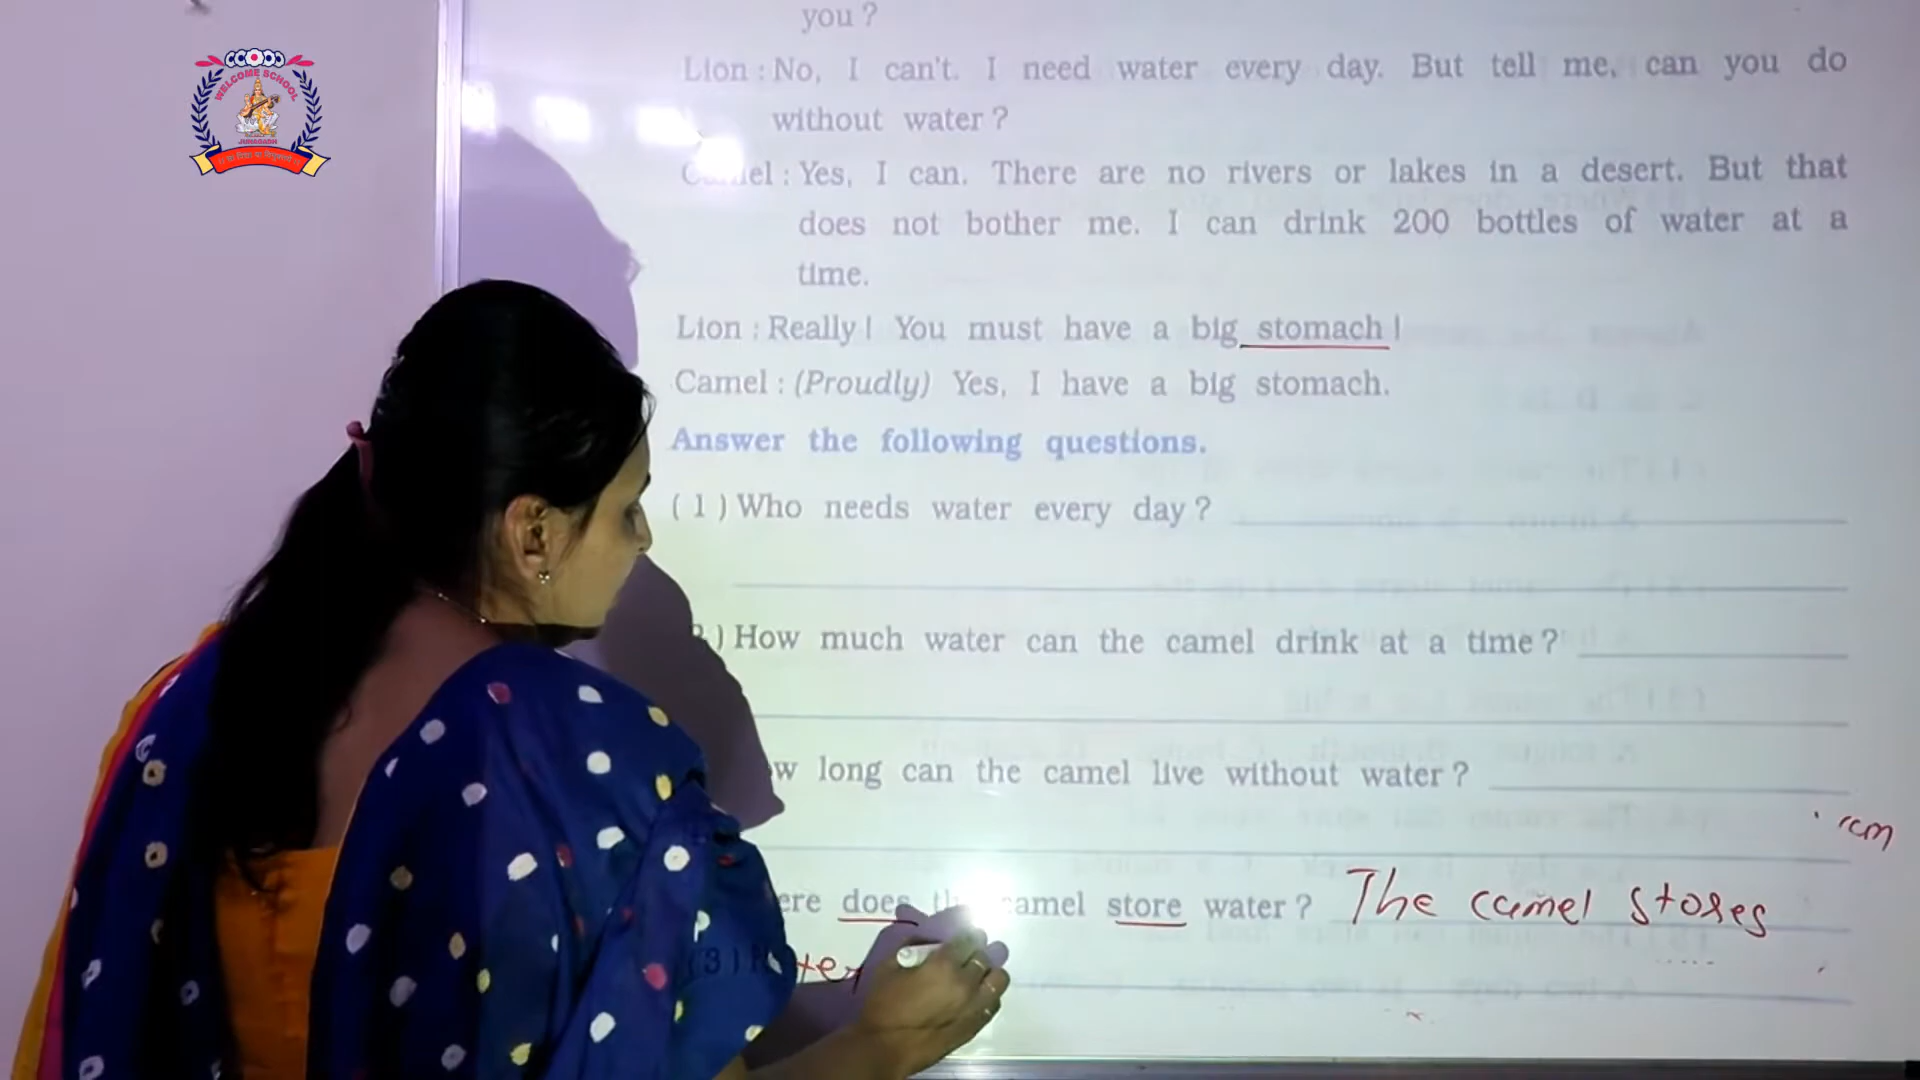 WELCOME SCHOOL
JUNAGADH
you ?
Lion : No, I can't. I need water every day. But tell me, can you do
without water ?
Camel : Yes, I can. There are no rivers or lakes in a desert. But that
does not bother me. I can drink 200 bottles of water at a
time.
Lion : Really! You must have a big stomach !
Camel : (Proudly) Yes, I have a big stomach.
Answer the following questions.
( 1 ) Who needs water every day ?
) How much water can the camel drink at a time ?
long can the camel live without water ?
does camel store water ? The camel stores